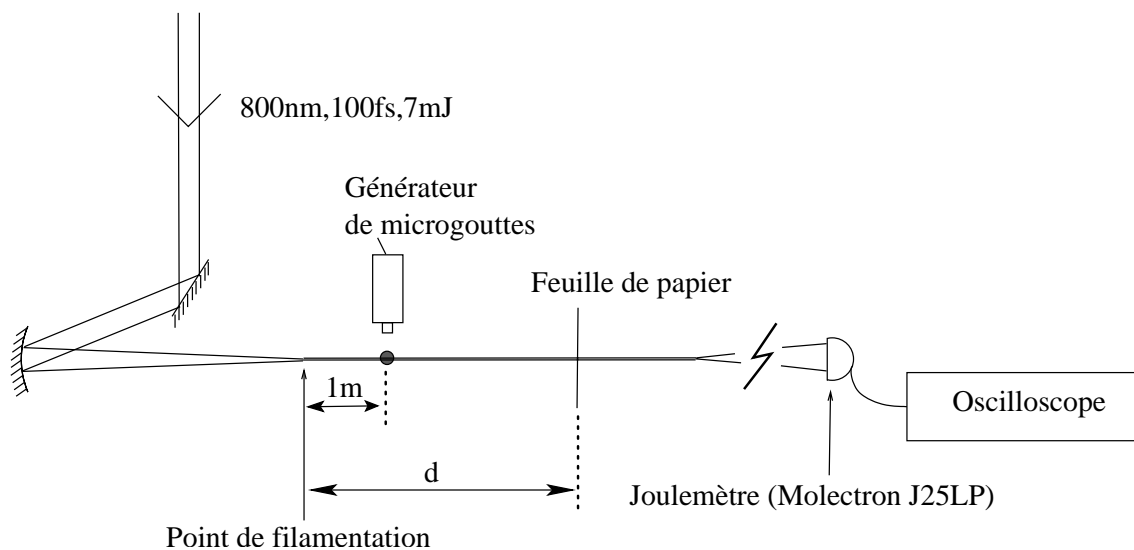 800nm,100fs,7mJ
Générateur
de microgouttes
Feuille de papier
1m
Oscilloscope
d
Joulemètre (Molectron J25LP)
Point de filamentation